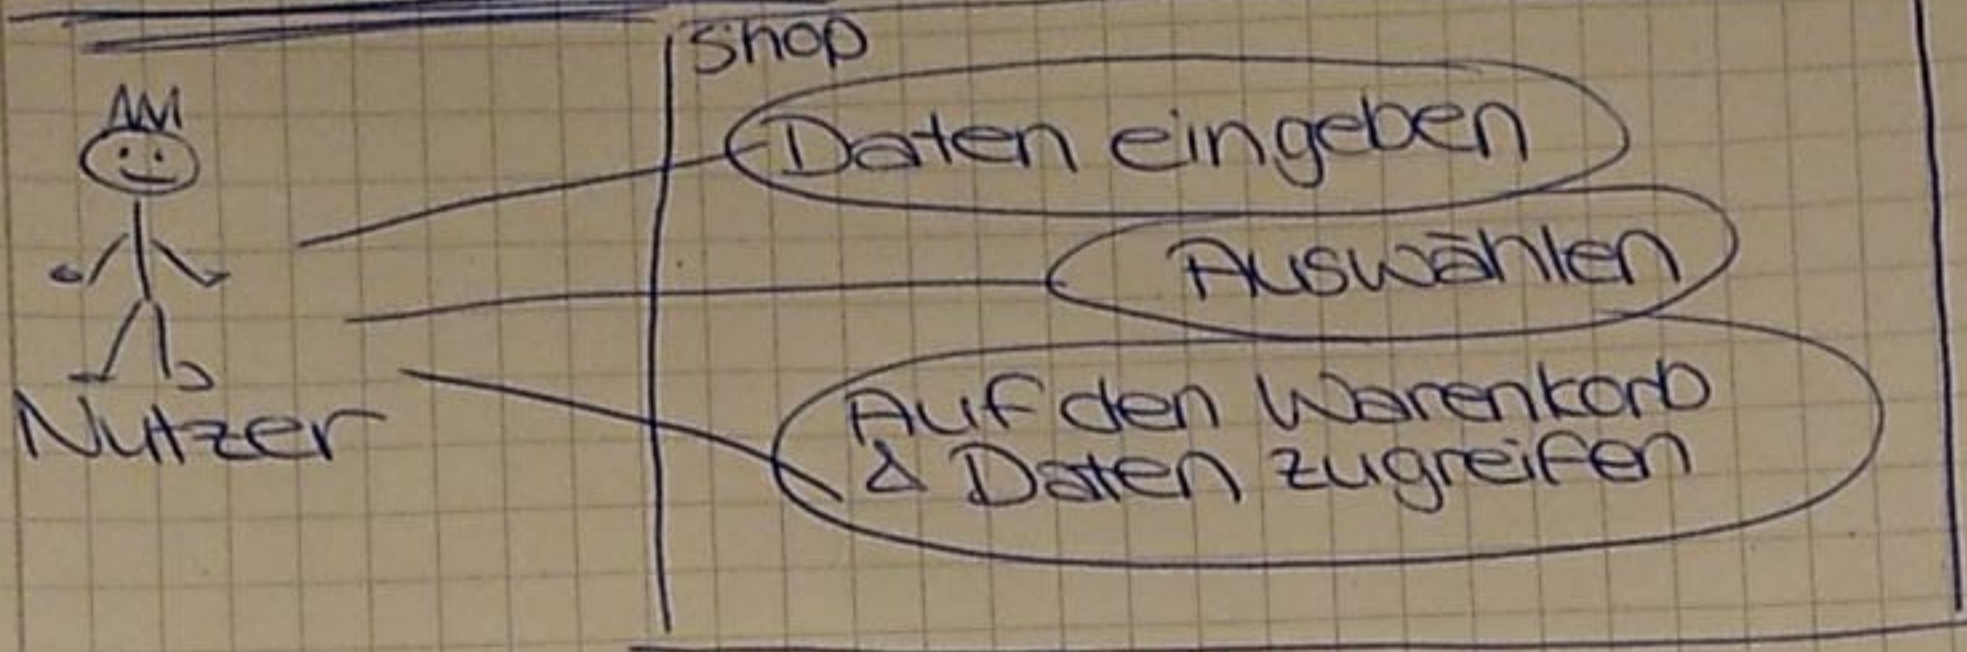 Shop
Daten eingeben
Auswählen
Auf den Warenkorb
& Daten zugreifen
Nutzer